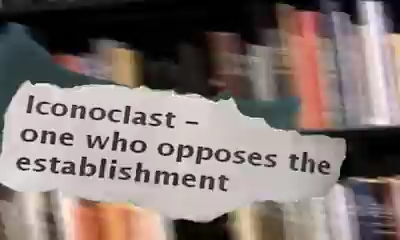 Iconoclast –
one who opposes the
establishment